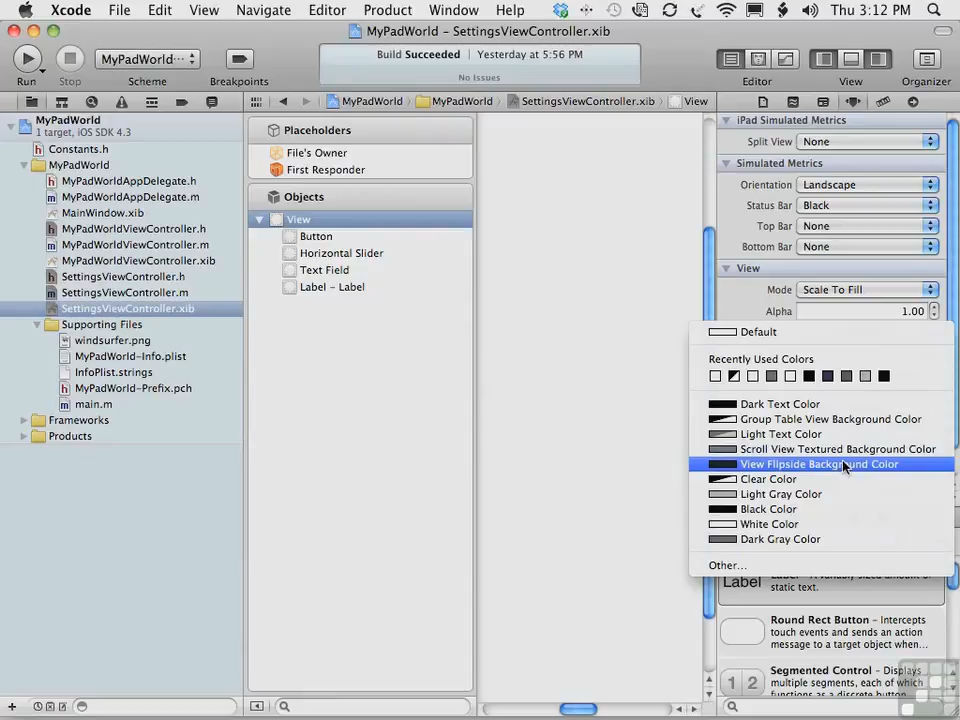 Xcode File Edit View Navigate Editor Product Window Help Thu 3:12 PM
MyPadWorld – SettingsViewController.xib
MyPadWorld··· Build Succeeded Yesterday at 5:56 PM
No Issues
Run Stop Scheme Breakpoints Editor View Organizer
MyPadWorld MyPadWorld SettingsViewController.xib View
MyPadWorld
1 target, iOS SDK 4.3
Constants.h
MyPadWorld
MyPadWorldAppDelegate.h
MyPadWorldAppDelegate.m
MainWindow.xib
MyPadWorldViewController.h
MyPadWorldViewController.m
MyPadWorldViewController.xib
SettingsViewController.h
SettingsViewController.m
SettingsViewController.xib
Supporting Files
windsurfer.png
MyPadWorld-Info.plist
InfoPlist.strings
MyPadWorld-Prefix.pch
main.m
Frameworks
Products
Placeholders
File's Owner
First Responder
Objects
View
Button
Horizontal Slider
Text Field
Label – Label
iPad Simulated Metrics
Split View None
Simulated Metrics
Orientation Landscape
Status Bar Black
Top Bar None
Bottom Bar None
View
Mode Scale To Fill
Alpha 1.00
Default
Recently Used Colors
Dark Text Color
Group Table View Background Color
Light Text Color
Scroll View Textured Background Color
View Flipside Background Color
Clear Color
Light Gray Color
Black Color
White Color
Dark Gray Color
Other...
Label
static text.
Round Rect Button – Intercepts
touch events and sends an action
message to a target object when...
1 2
Segmented Control – Displays
multiple segments, each of which
functions as a discrete button